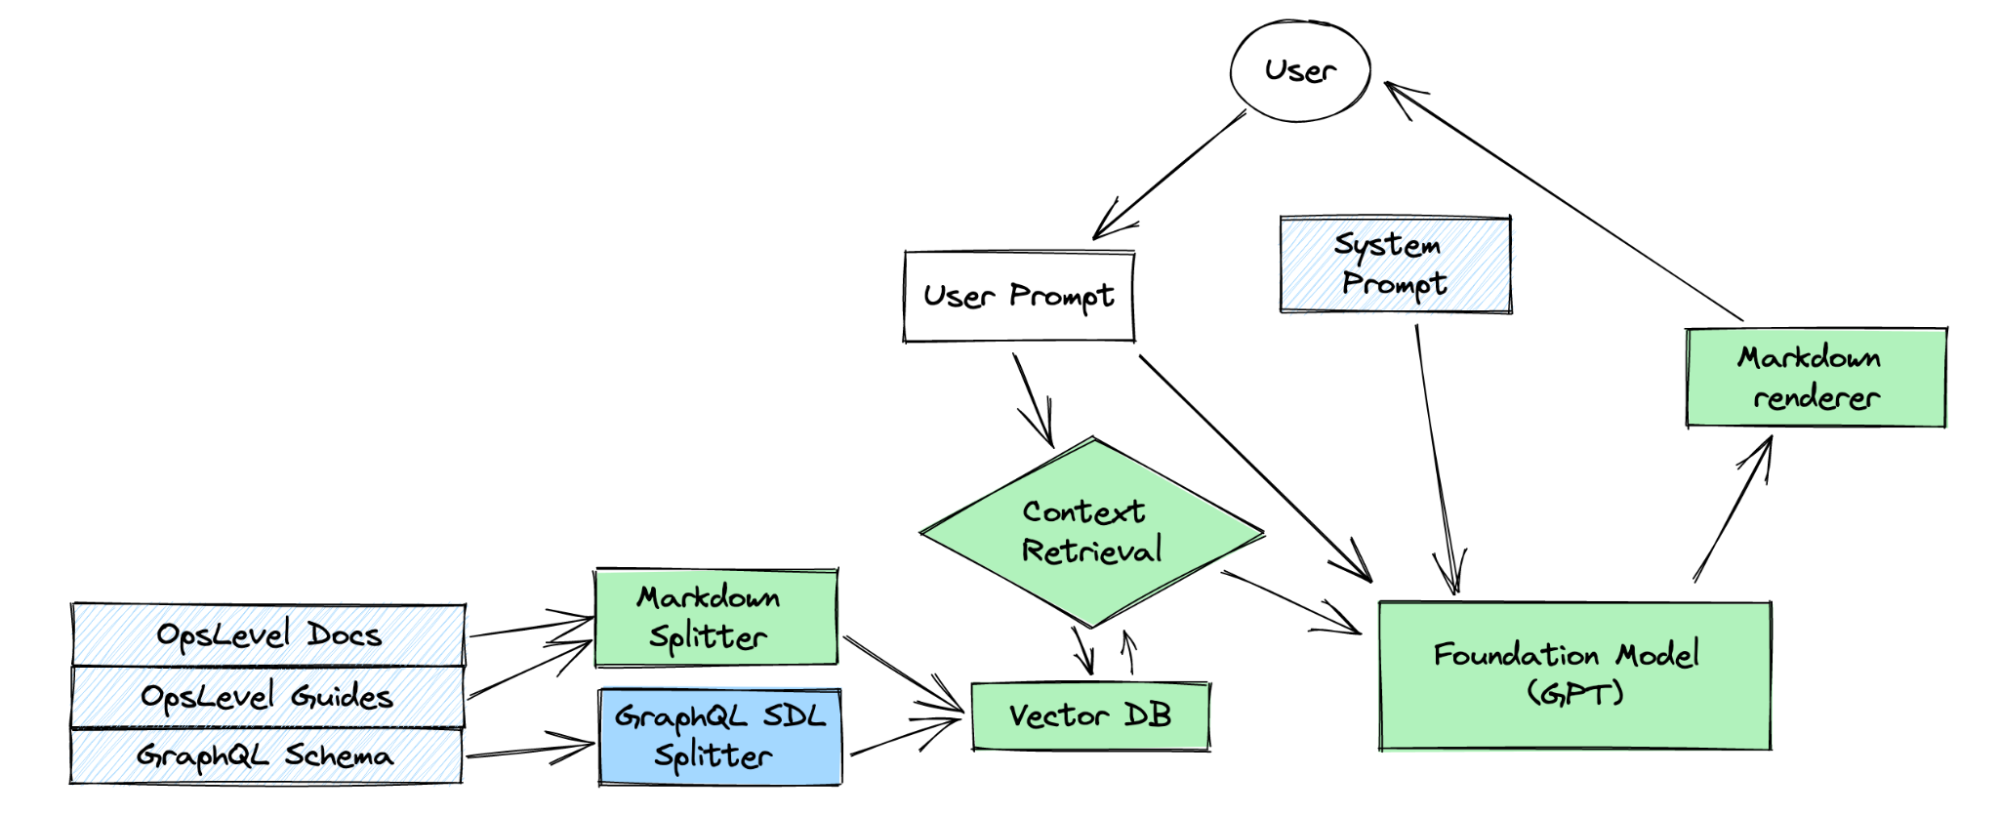 User
System
Prompt
User Prompt
Markdown
renderer
Context
Retrieval
Markdown
Splitter
OpsLevel Docs
OpsLevel Guides
GraphQL Schema
GraphQL SDL
Splitter
Vector DB
Foundation Model
(GPT)